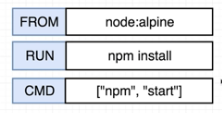 FROM node:alpine
RUN npm install
CMD ["npm", "start"]